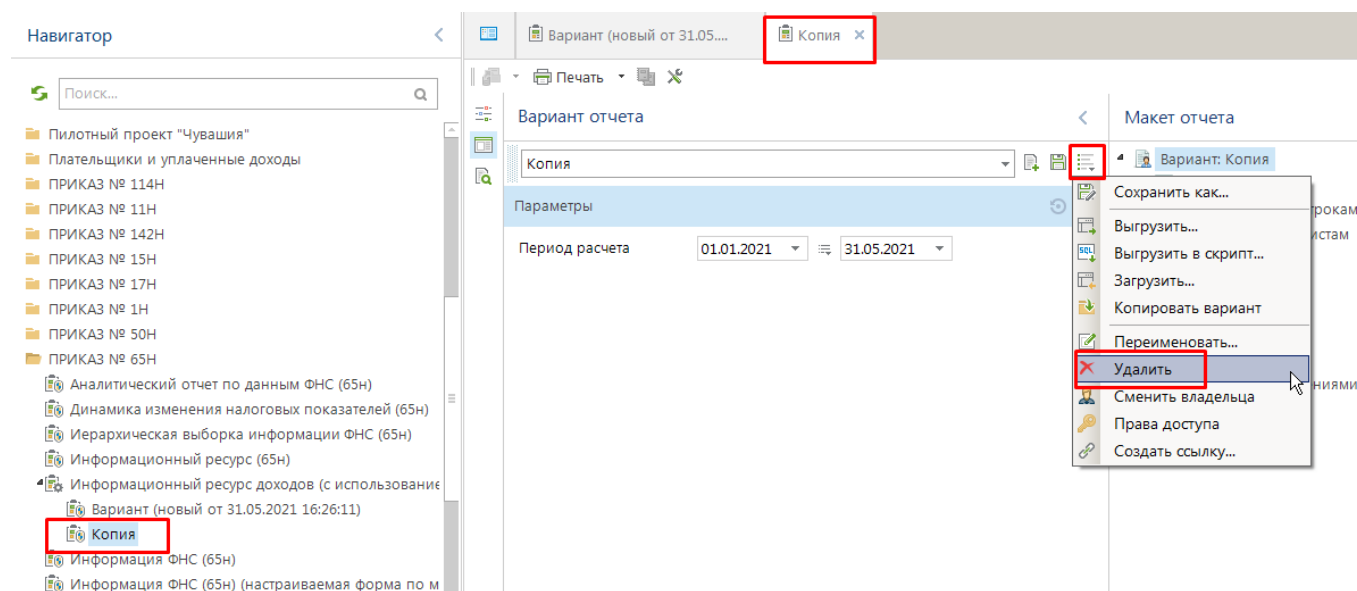 Навигатор
Поиск...
Пилотный проект "Чувашия"
Плательщики и уплаченные доходы
ПРИКАЗ № 114Н
ПРИКАЗ № 11Н
ПРИКАЗ № 142Н
ПРИКАЗ № 15Н
ПРИКАЗ № 17Н
ПРИКАЗ № 1Н
ПРИКАЗ № 50Н
ПРИКАЗ № 65Н
Аналитический отчет по данным ФНС (65н)
Динамика изменения налоговых показателей (65н)
Иерархическая выборка информации ФНС (65н)
Информационный ресурс (65н)
Информационный ресурс доходов (с использование
Вариант (новый от 31.05.2021 16:26:11)
Копия
Информация ФНС (65н)
Информация ФНС (65н) (настраиваемая форма по м
Вариант (новый от 31.05....
Копия
Печать
Вариант отчета
Копия
Параметры
Период расчета 01.01.2021 31.05.2021
Макет отчета
Вариант: Копия
рокам
истам
ниями
Сохранить как...
Выгрузить...
SQL Выгрузить в скрипт...
Загрузить...
Копировать вариант
Переименовать...
Удалить
Сменить владельца
Права доступа
Создать ссылку...